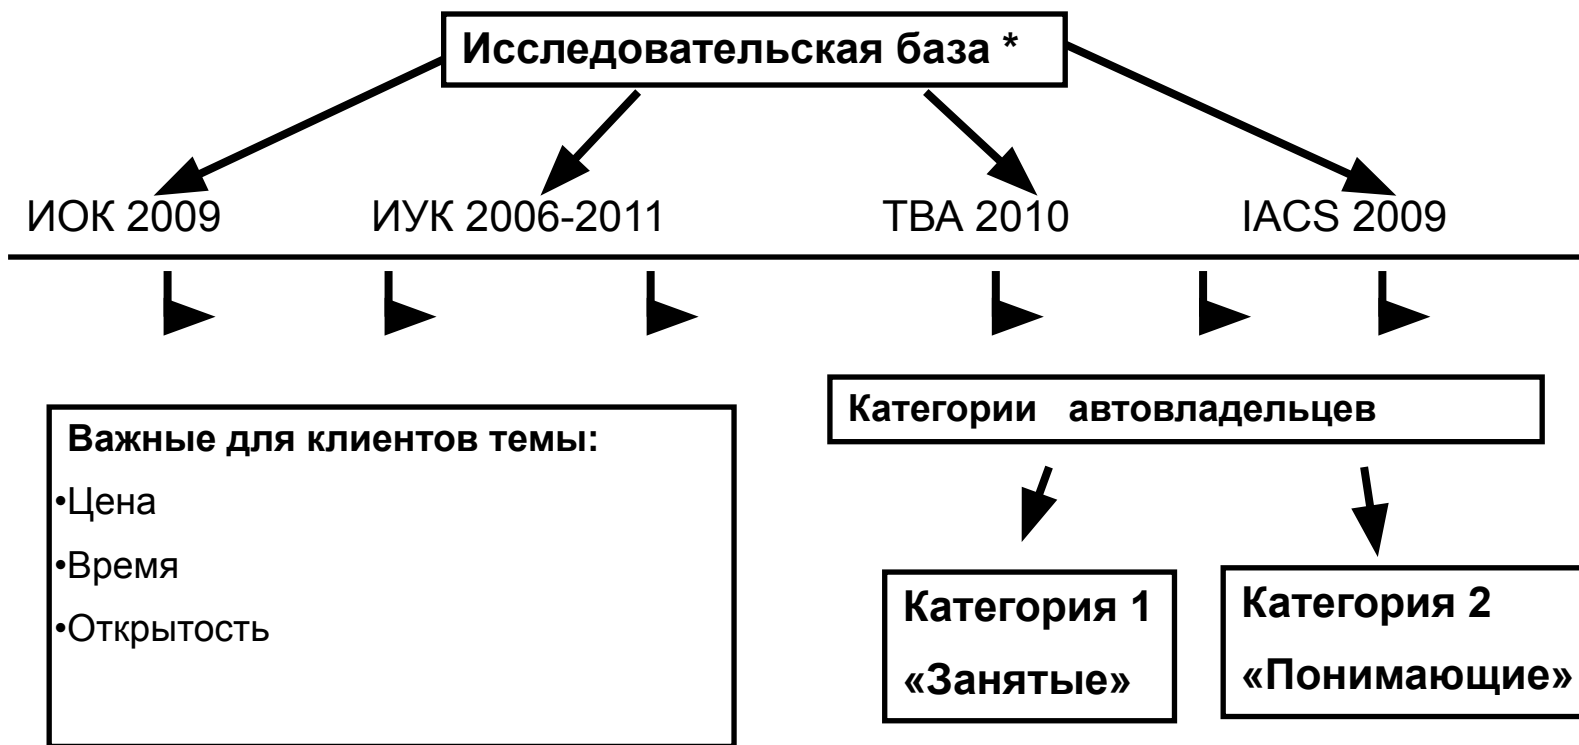 Исследовательская база *
ИОК 2009
ИУК 2006-2011
TBA 2010
IACS 2009
Важные для клиентов темы:
•Цена
•Время
•Открытость
Категории автовладельцев
Категория 1
«Занятые»
Категория 2
«Понимающие»